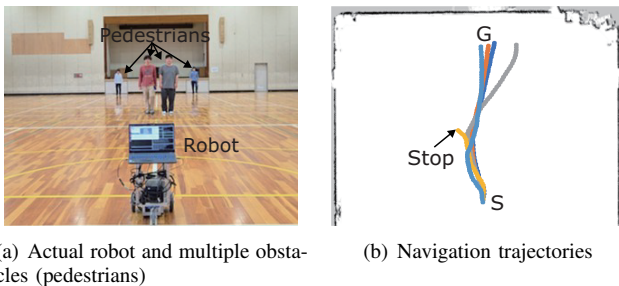 Pedestrians
Robot
G
Stop
S
(a) Actual robot and multiple obsta-
cles (pedestrians)
(b) Navigation trajectories